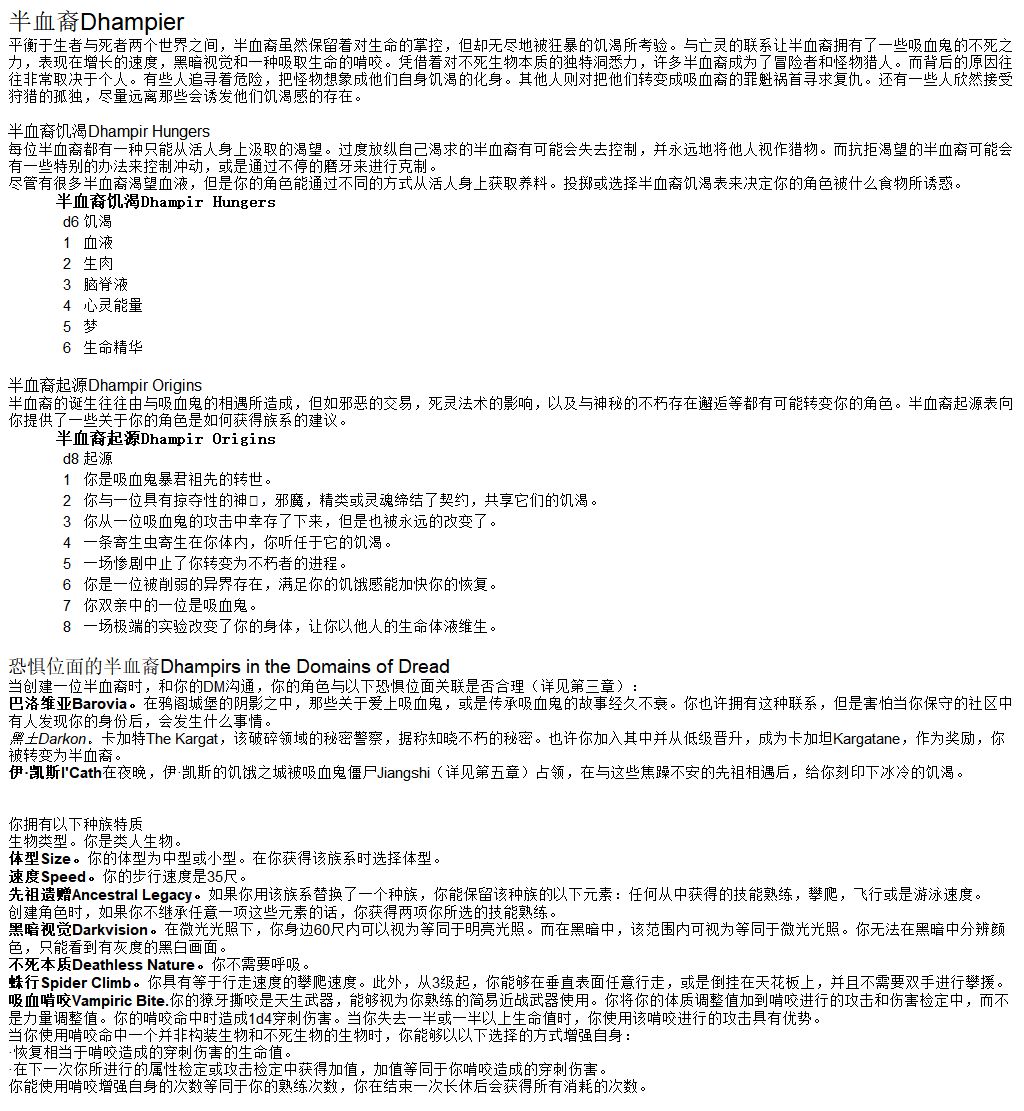 半血裔Dhampier
平衡于生者与死者两个世界之间，半血裔虽然保留着对生命的掌控，但却无尽地被狂暴的饥渴所考验。与亡灵的联系让半血裔拥有了一些吸血鬼的不死之
力，表现在增长的速度，黑暗视觉和一种吸取生命的啃咬。凭借着对不死生物本质的独特洞悉力，许多半血裔成为了冒险者和怪物猎人。而背后的原因往
往非常取决于个人。有些人追寻着危险，把怪物想象成他们自身饥渴的化身。其他人则对把他们转变成吸血鬼的罪魁祸首寻求复仇。还有一些人欣然接受
狩猎的孤独，尽量远离那些会诱发他们饥渴感的存在。
半血裔饥渴Dhampir Hungers
每位半血裔都有一种只能从活人身上汲取的渴望。过度放纵自己渴求的半血裔有可能会失去控制，并永远地将他人视作猎物。而抗拒渴望的半血裔可能会
有一些特别的办法来控制冲动，或是通过不停的磨牙来进行克制。
尽管有很多半血裔渴望血液，但是你的角色能通过不同的方式从活人身上获取养料。投掷或选择半血裔饥渴表来决定你的角色被什么食物所诱惑。
半血裔饥渴Dhampir Hungers
d6 饥渴
1 血液
2 生肉
3 脑脊液
4 心灵能量
5 梦
6 生命精华
半血裔起源Dhampir Origins
半血裔的诞生往往由与吸血鬼的相遇所造成，但如邪恶的交易，死灵法术的影响，以及与神秘的不朽存在邂逅等都有可能转变你的角色。半血裔起源表向
你提供了一些关于你的角色是如何获得族系的建议。
半血裔起源Dhampir Origins
d8 起源
1 你是吸血鬼暴君祖先的转世。
2 你与一位具有掠夺性的神□，邪魔，精类或灵魂缔结了契约，共享它们的饥渴。
3 你从一位吸血鬼的攻击中幸存了下来，但是也被永远的改变了。
4 一条寄生虫寄生在你体内，你听任于它的饥渴。
5 一场惨剧中止了你转变为不朽者的进程。
6 你是一位被削弱的异界存在，满足你的饥饿感能加快你的恢复。
7 你双亲中的一位是吸血鬼。
8 一场极端的实验改变了你的身体，让你以他人的生命体液维生。
恐惧位面的半血裔Dhampirs in the Domains of Dread
当创建一位半血裔时，和你的DM沟通，你的角色与以下恐惧位面关联是否合理（详见第三章）：
巴洛维亚Barovia。在鸦阁城堡的阴影之中，那些关于爱上吸血鬼，或是传承吸血鬼的故事经久不衰。你也许拥有这种联系，但是害怕当你保守的社区中
有人发现你的身份后，会发生什么事情。
黑土Darkon．卡加特The Kargat，该破碎领域的秘密警察，据称知晓不朽的秘密。也许你加入其中并从低级晋升，成为卡加坦Kargatane，作为奖励，你
被转变为半血裔。
伊·凯斯I'Cath在夜晚，伊·凯斯的饥饿之城被吸血鬼僵尸Jiangshi（详见第五章）占领，在与这些焦躁不安的先祖相遇后，给你刻印下冰冷的饥渴。
你拥有以下种族特质
生物类型。你是类人生物。
体型Size。你的体型为中型或小型。在你获得该族系时选择体型。
速度Speed。你的步行速度是35尺。
先祖遗赠Ancestral Legacy。如果你用该族系替换了一个种族，你能保留该种族的以下元素：任何从中获得的技能熟练，攀爬，飞行或是游泳速度。
创建角色时，如果你不继承任意一项这些元素的话，你获得两项你所选的技能熟练。
黑暗视觉Darkvision。在微光光照下，你身边60尺内可以视为等同于明亮光照。而在黑暗中，该范围内可视为等同于微光光照。你无法在黑暗中分辨颜
色，只能看到有灰度的黑白画面。
不死本质Deathless Nature。你不需要呼吸。
蛛行Spider Climb。你具有等于行走速度的攀爬速度。此外，从3级起，你能够在垂直表面任意行走，或是倒挂在天花板上，并且不需要双手进行攀援。
吸血啃咬Vampiric Bite.你的獠牙撕咬是天生武器，能够视为你熟练的简易近战武器使用。你将你的体质调整值加到啃咬进行的攻击和伤害检定中，而不
是力量调整值。你的啃咬命中时造成1d4穿刺伤害。当你失去一半或一半以上生命值时，你使用该啃咬进行的攻击具有优势。
当你使用啃咬命中一个并非构装生物和不死生物的生物时，你能够以以下选择的方式增强自身：
·恢复相当于啃咬造成的穿刺伤害的生命值。
·在下一次你所进行的属性检定或攻击检定中获得加值，加值等同于你啃咬造成的穿刺伤害。
你能使用啃咬增强自身的次数等同于你的熟练次数，你在结束一次长休后会获得所有消耗的次数。